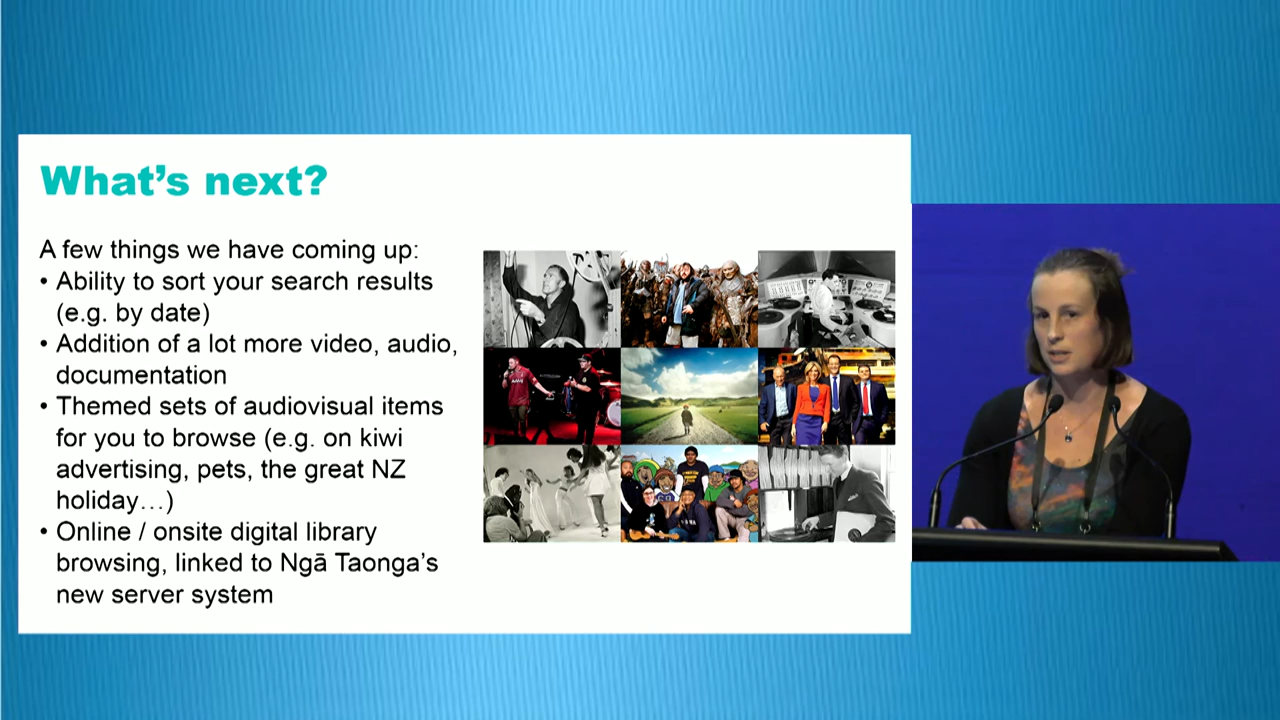 What's next?
A few things we have coming up:
• Ability to sort your search results
(e.g. by date)
• Addition of a lot more video, audio,
documentation
• Themed sets of audiovisual items
for you to browse (e.g. on kiwi
advertising, pets, the great NZ
holiday…)
• Online / onsite digital library
browsing, linked to Ngā Taonga's
new server system